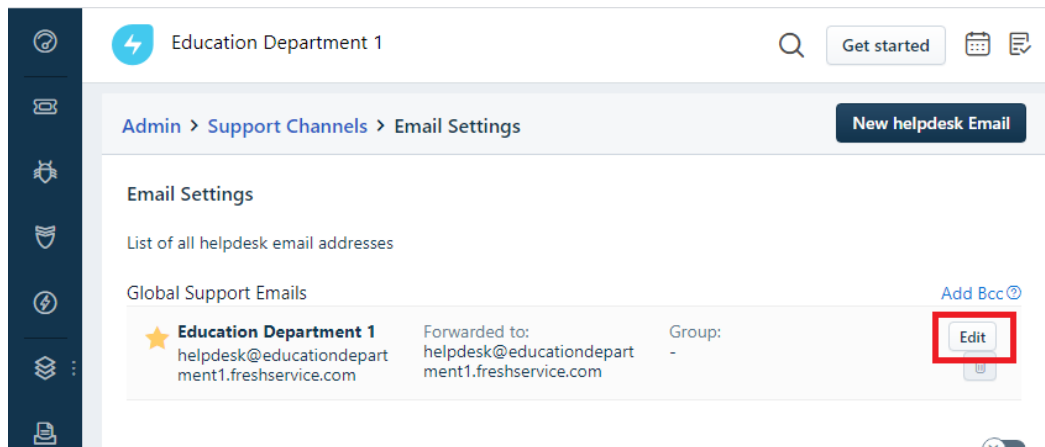 Education Department 1
Get started
Admin > Support Channels > Email Settings
New helpdesk Email
Email Settings
List of all helpdesk email addresses
Global Support Emails
Add Bcc
Education Department 1
helpdesk@educationdepart
ment1.freshservice.com
Forwarded to:
helpdesk@educationdepart
ment1.freshservice.com
Group:
-
Edit